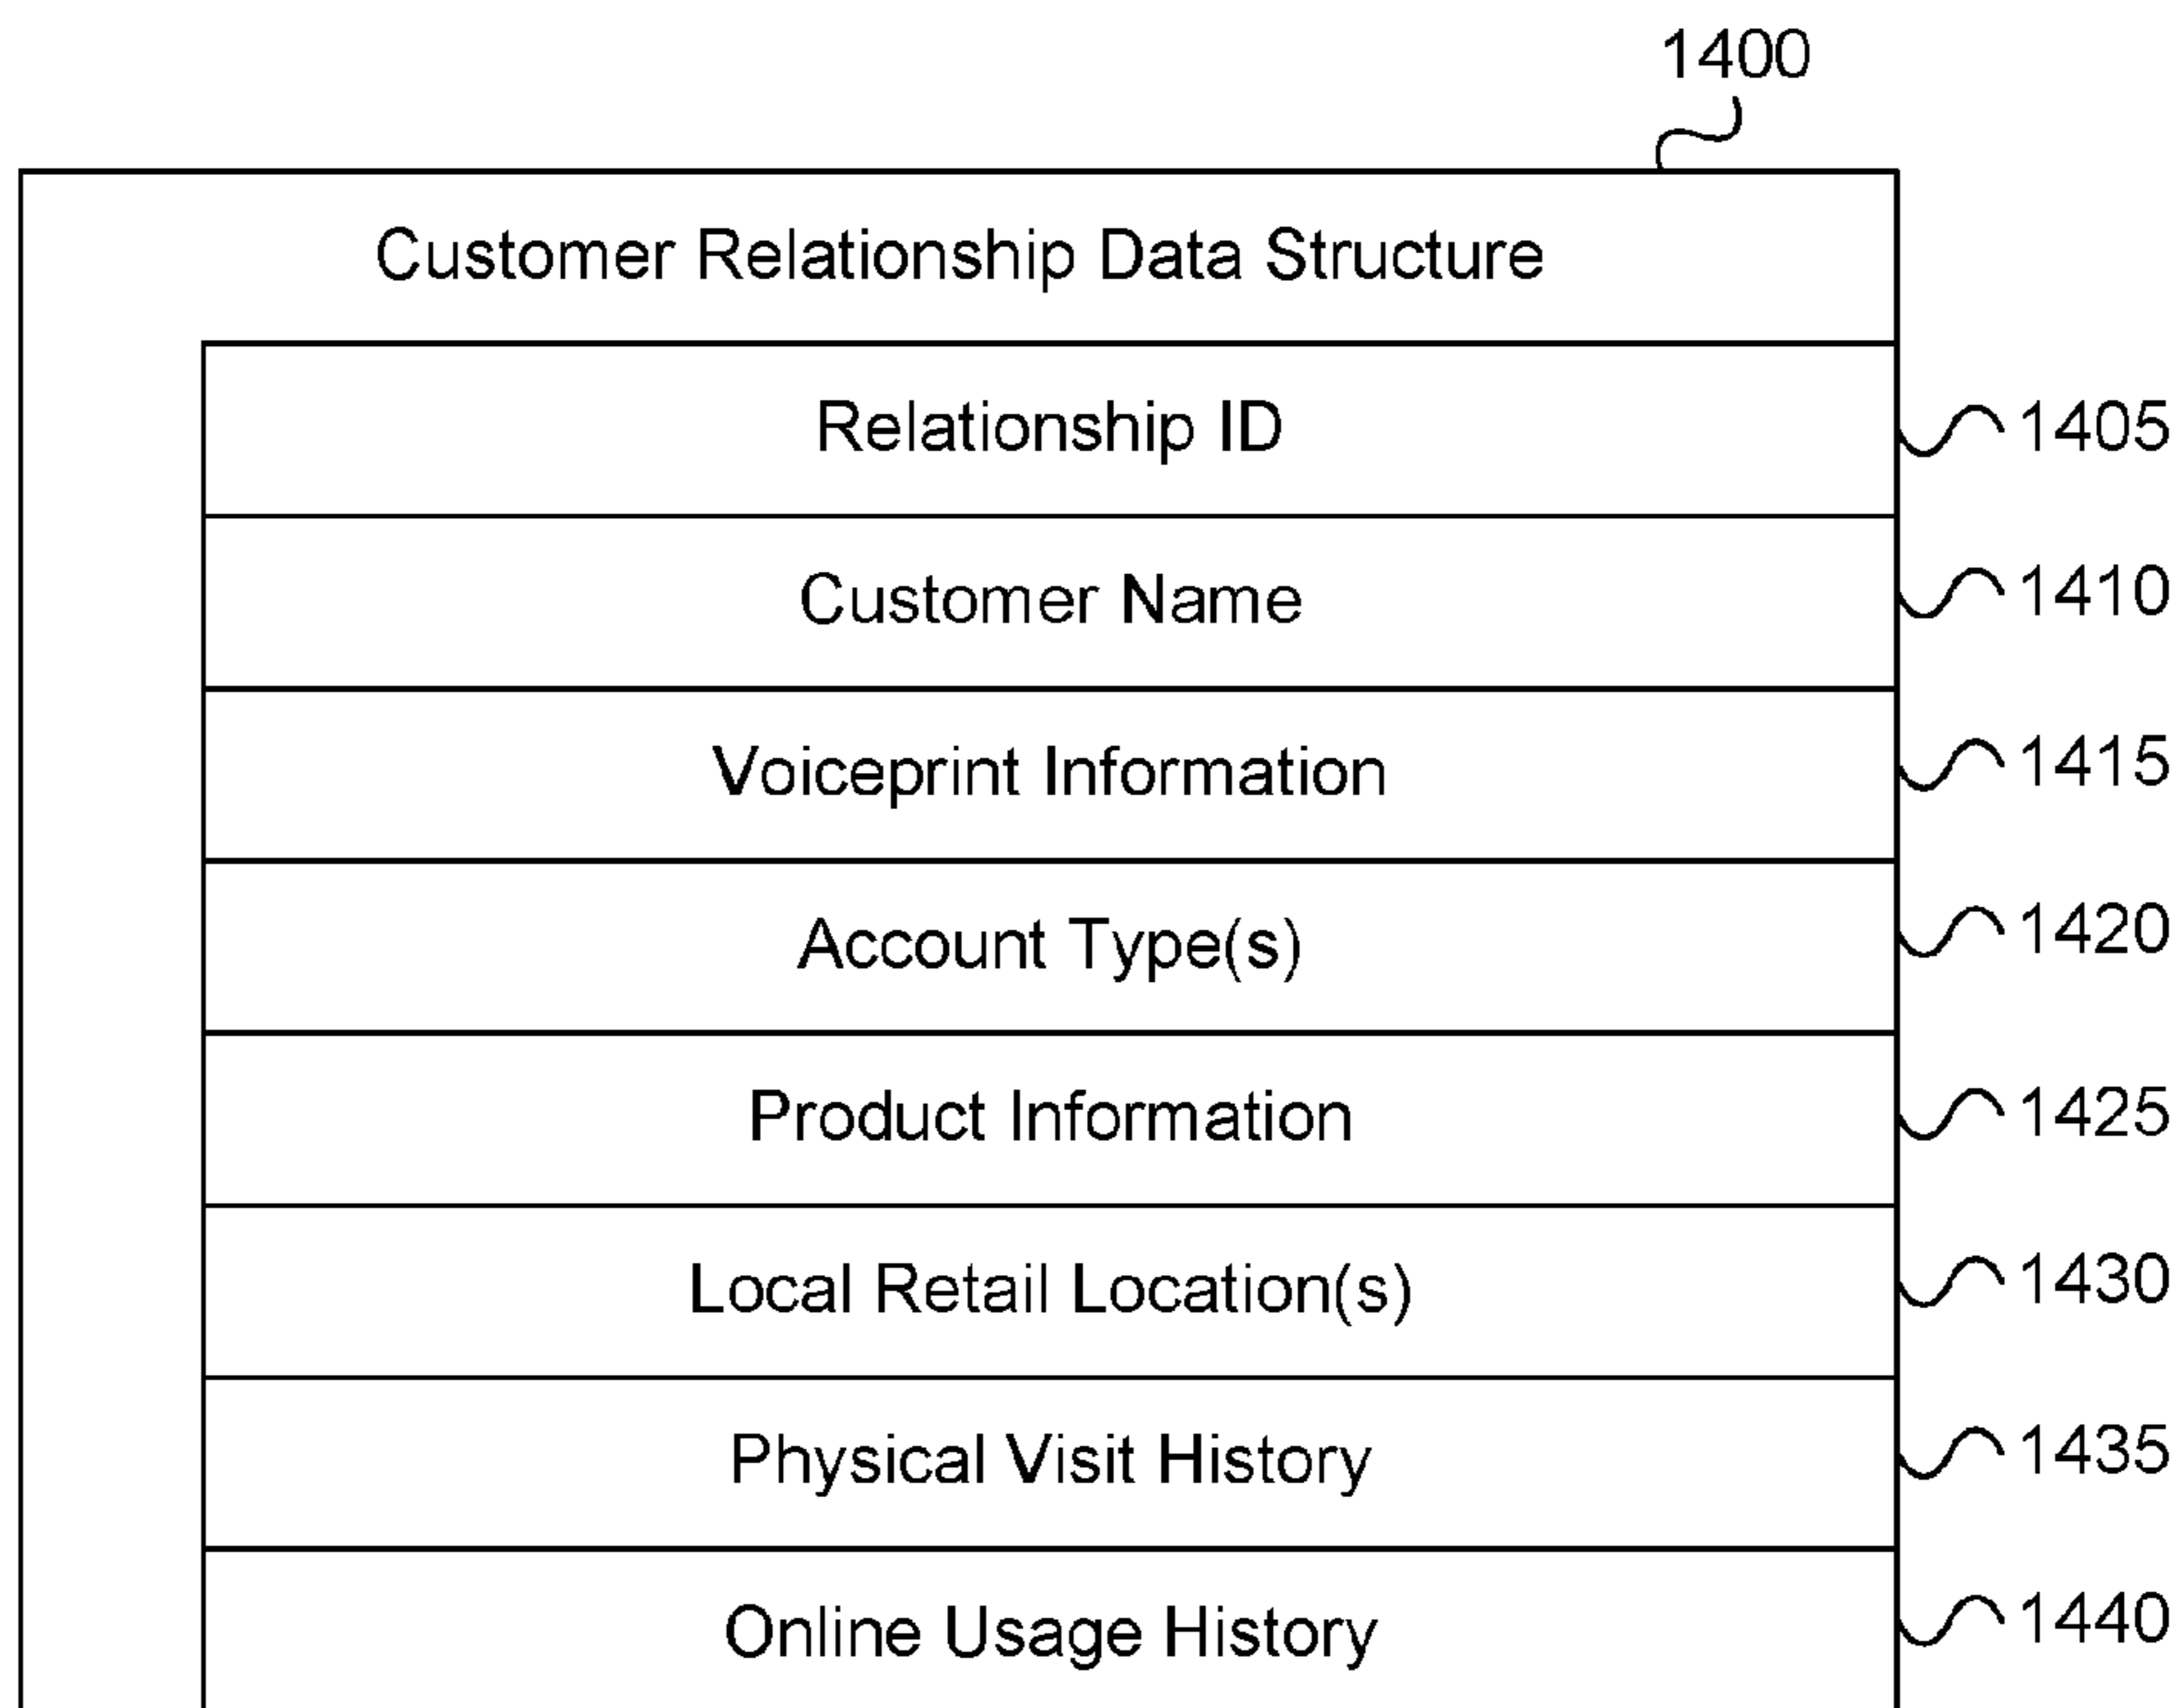 1400
Customer Relationship Data Structure
Relationship ID 1405
Customer Name 1410
Voiceprint Information 1415
Account Type(s) 1420
Product Information 1425
Local Retail Location(s) 1430
Physical Visit History 1435
Online Usage History 1440